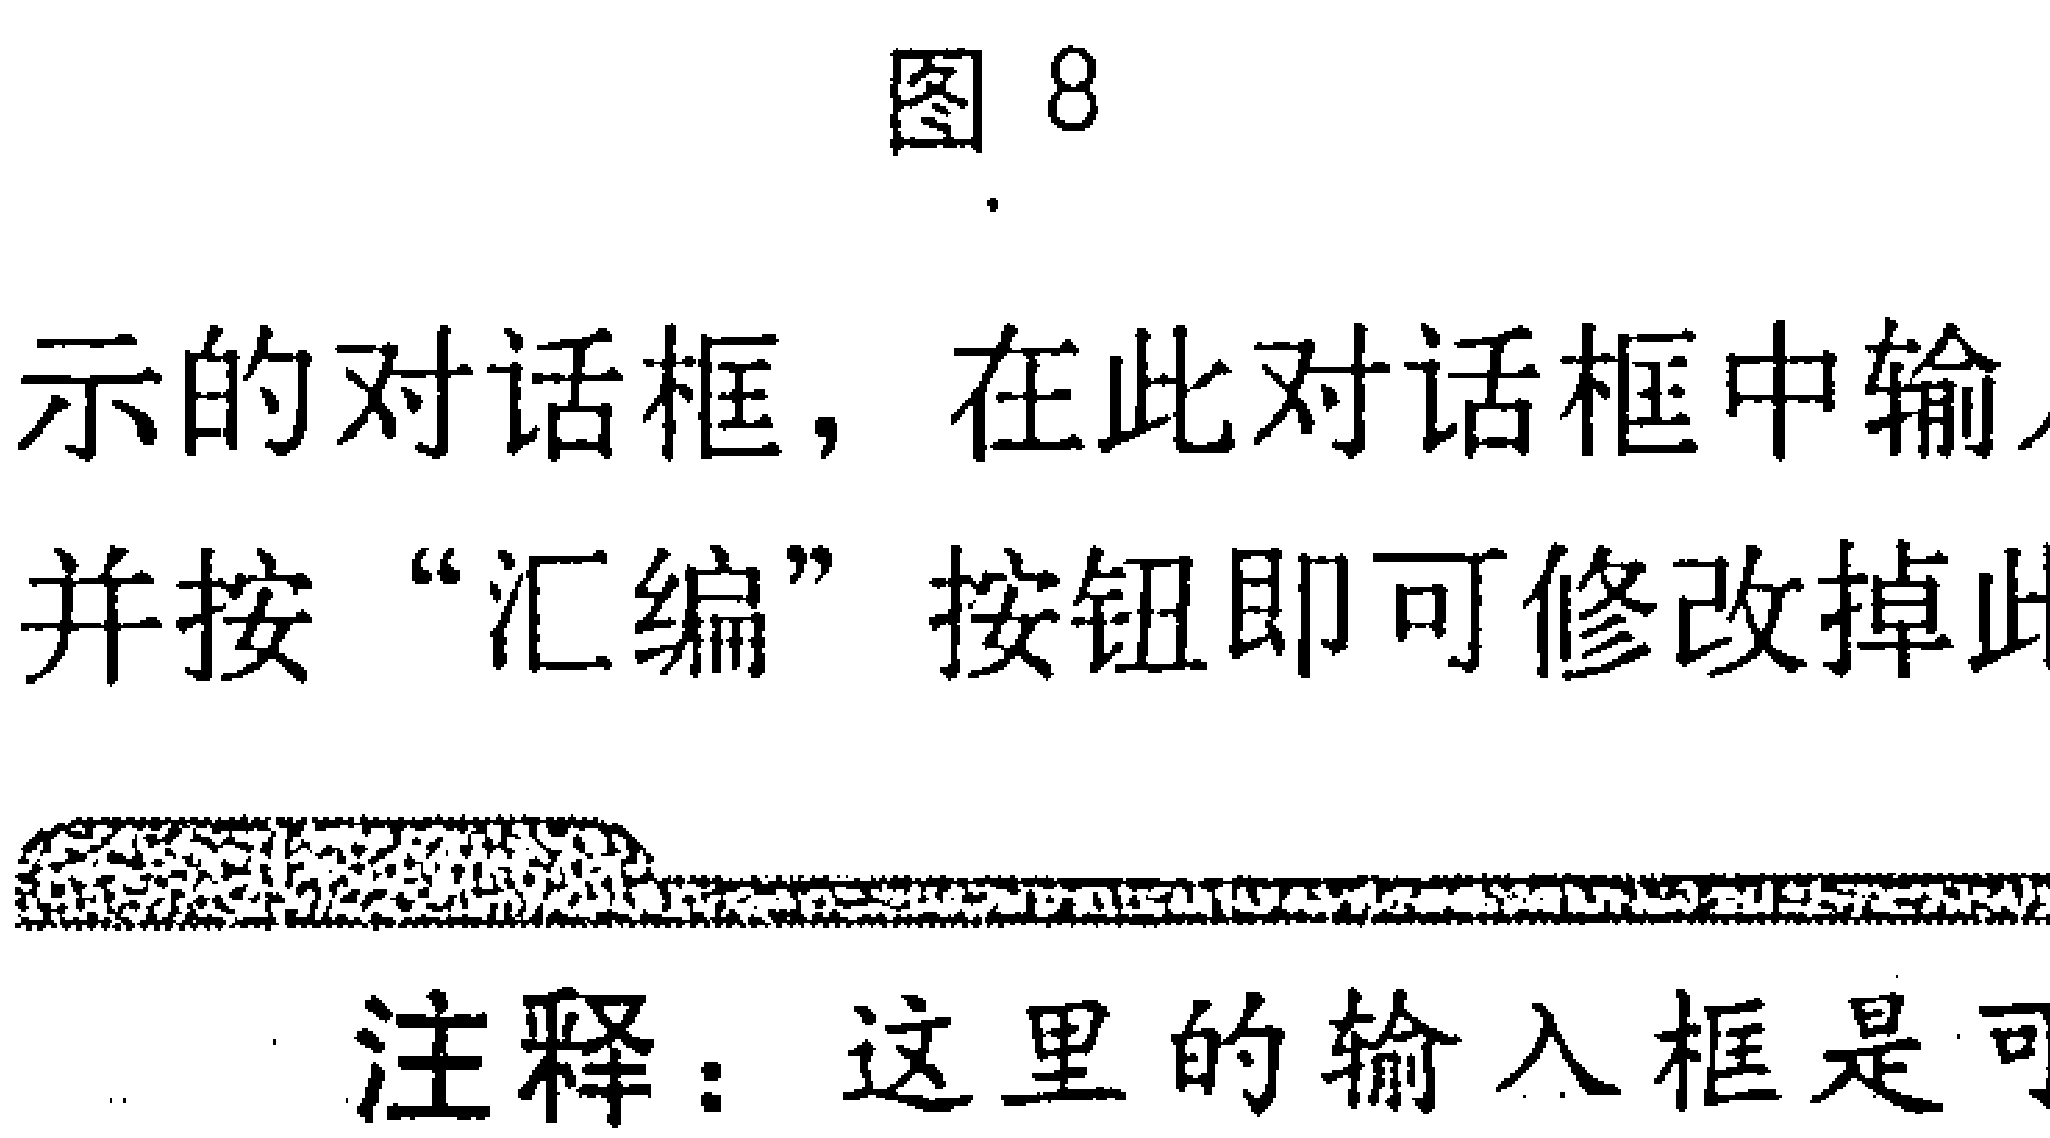 图 8
示的对话框，在此对话框中输
并按“汇编”按钮即可修改掉
注释：这里的输入框是可